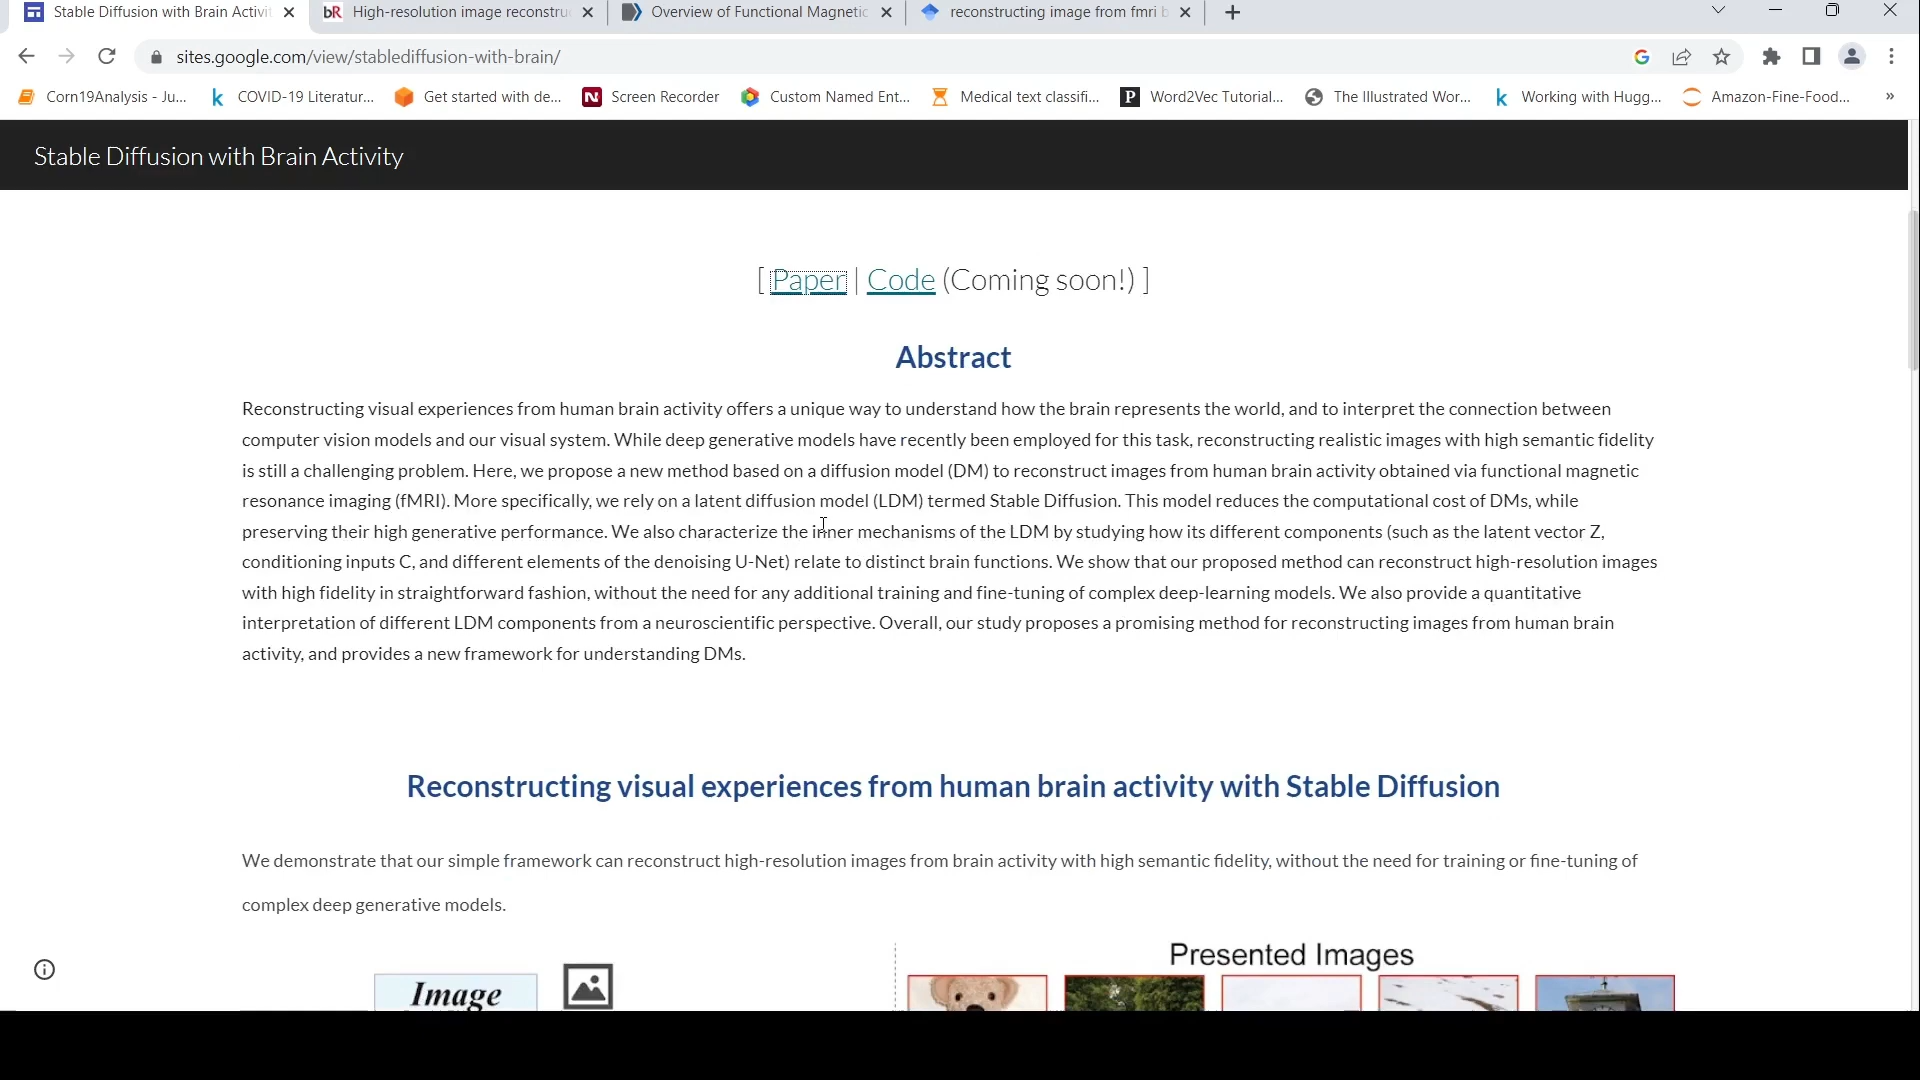 Stable Diffusion with Brain Activit
High-resolution image reconstru
Overview of Functional Magnetic
reconstructing image from fmri b
sites.google.com/view/stablediffusion-with-brain/
Corn19Analysis - Ju...
COVID-19 Literatur...
Get started with de...
Screen Recorder
Custom Named Ent...
Medical text classifi...
Word2Vec Tutorial...
The Illustrated Wor...
Working with Hugg...
Amazon-Fine-Food...
Stable Diffusion with Brain Activity
[ Paper | Code (Coming soon!) ]
Abstract
Reconstructing visual experiences from human brain activity offers a unique way to understand how the brain represents the world, and to interpret the connection between
computer vision models and our visual system. While deep generative models have recently been employed for this task, reconstructing realistic images with high semantic fidelity
is still a challenging problem. Here, we propose a new method based on a diffusion model (DM) to reconstruct images from human brain activity obtained via functional magnetic
resonance imaging (fMRI). More specifically, we rely on a latent diffusion model (LDM) termed Stable Diffusion. This model reduces the computational cost of DMs, while
preserving their high generative performance. We also characterize the inner mechanisms of the LDM by studying how its different components (such as the latent vector Z,
conditioning inputs C, and different elements of the denoising U-Net) relate to distinct brain functions. We show that our proposed method can reconstruct high-resolution images
with high fidelity in straightforward fashion, without the need for any additional training and fine-tuning of complex deep-learning models. We also provide a quantitative
interpretation of different LDM components from a neuroscientific perspective. Overall, our study proposes a promising method for reconstructing images from human brain
activity, and provides a new framework for understanding DMs.
Reconstructing visual experiences from human brain activity with Stable Diffusion
We demonstrate that our simple framework can reconstruct high-resolution images from brain activity with high semantic fidelity, without the need for training or fine-tuning of
complex deep generative models.
Presented Images
Image